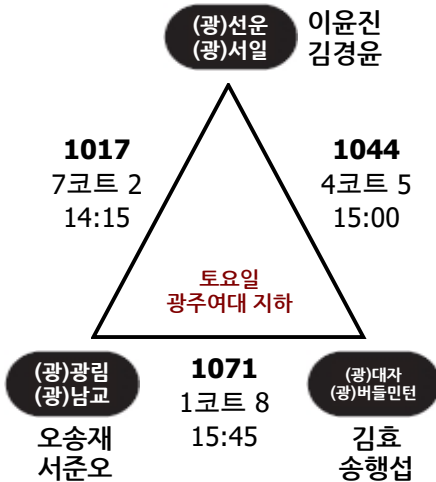 (광)선운
(광)서일
이윤진
김경윤
1017
7코트 2
14:15
1044
4코트 5
15:00
토요일
광주여대 지하
(광)광림
(광)남교
오송재
서준오
1071
1코트 8
15:45
(광)대자
(광)버들민턴
김효
송행섭